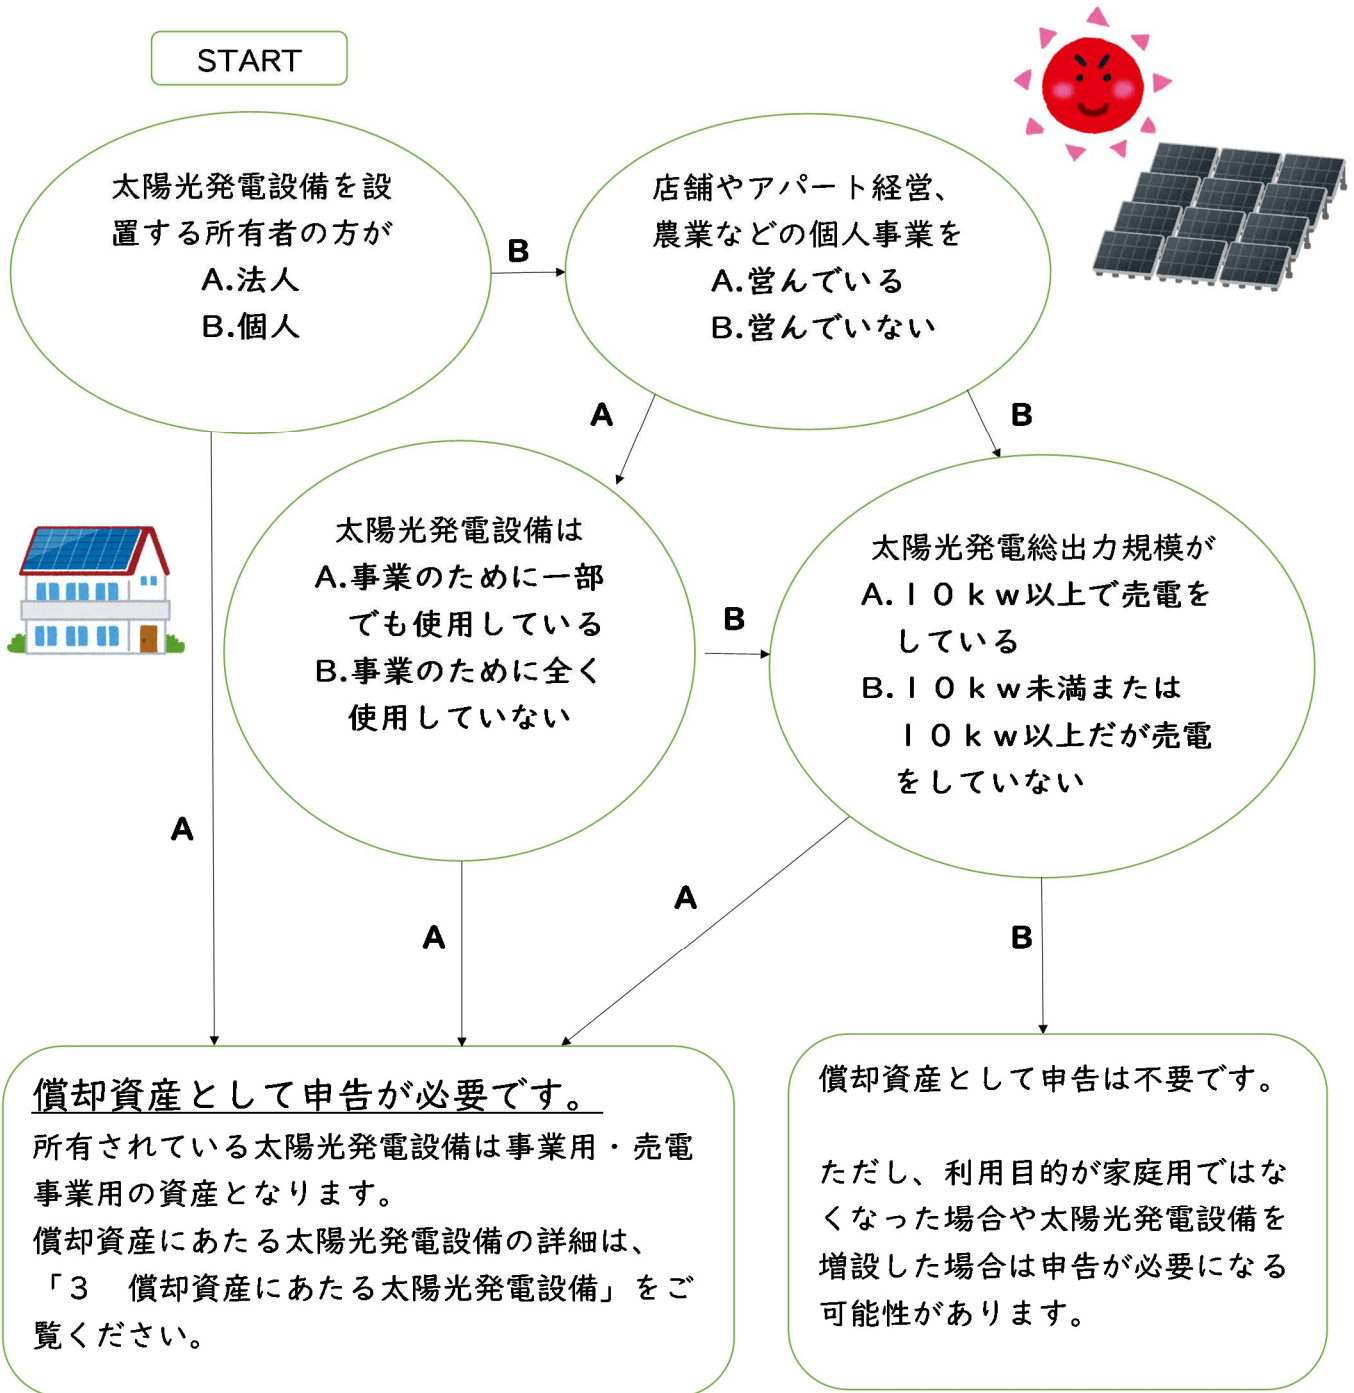 START
太陽光発電設備を設
置する所有者の方が
A.法人
B.個人
B
店舗やアパート経営、
農業などの個人事業を
A.営んでいる
B.営んでいない
A
B
太陽光発電設備は
A.事業のために一部
でも使用している
B.事業のために全く
使用していない
B
太陽光発電総出力規模が
A.１０ｋｗ以上で売電を
している
B.１０ｋｗ未満または
１０ｋｗ以上だが売電
をしていない
A
A
A
B
償却資産として申告が必要です。
所有されている太陽光発電設備は事業用・売電
事業用の資産となります。
償却資産にあたる太陽光発電設備の詳細は、
「３　償却資産にあたる太陽光発電設備」をご
覧ください。
償却資産として申告は不要です。
ただし、利用目的が家庭用ではな
くなった場合や太陽光発電設備を
増設した場合は申告が必要になる
可能性があります。